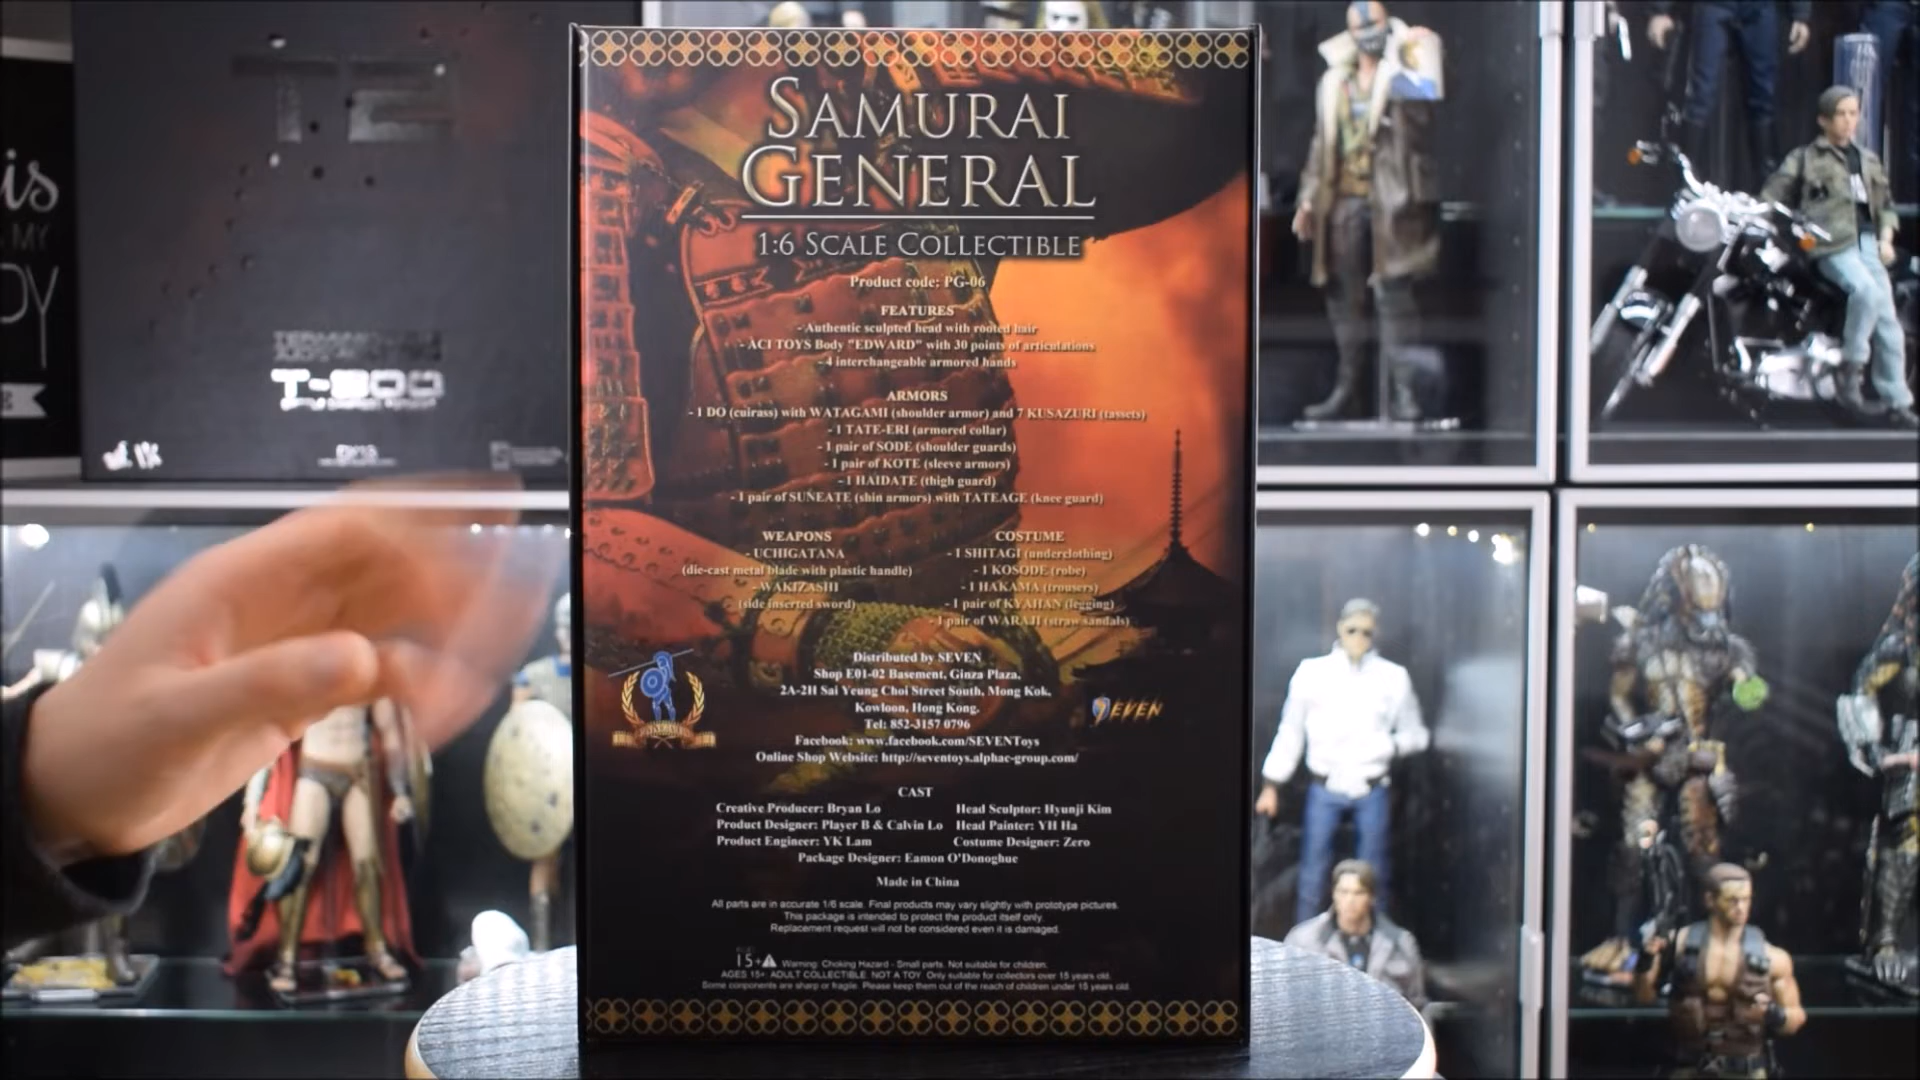 is
MY
T2
T-800
DX13
SAMURAI
GENERAL
1:6 SCALE COLLECTIBLE
Product code: PG-06
FEATURES
- Authentic sculpted head with rooted hair
- ACI TOYS Body "EDWARD" with 30 points of articulations
- 4 interchangeable armored hands
ARMORS
- 1 DO (cuirass) with WATAGAMI (shoulder armor) and 7 KUSAZURI (tassets)
- 1 TATE-ERI (armored collar)
- 1 pair of SODE (shoulder guards)
- 1 pair of KOTE (sleeve armors)
- 1 HAIDATE (thigh guard)
- 1 pair of SUNEATE (shin armors) with TATEAGE (knee guard)
WEAPONS
- UCHIGATANA
(die-cast metal blade with plastic handle)
- WAKIZASHI
(side inserted sword)
COSTUME
- 1 SHITAGI (underclothing)
- 1 KOSODE (robe)
- 1 HAKAMA (trousers)
- 1 pair of KYAHAN (legging)
- 1 pair of WARAJI (straw sandals)
Distributed by SEVEN
Shop E01-02 Basement, Ginza Plaza,
2A-2H Sai Yeung Choi Street South, Mong Kok,
Kowloon, Hong Kong.
Tel: 852-3157 0796
Facebook: www.facebook.com/SEVENToys
Online Shop Website: http://seventoys.alphac-group.com/
7EVEN
CAST
Creative Producer: Bryan Lo
Head Sculptor: Hyunji Kim
Product Designer: Player B & Calvin Lo
Head Painter: YH Ha
Product Engineer: YK Lam
Costume Designer: Zero
Package Designer: Eamon O'Donoghue
Made in China
All parts are in accurate 1/6 scale. Final products may vary slightly with prototype pictures.
This package is intended to protect the product itself only.
Replacement request will not be considered even it is damaged.
15+ Warning: Choking Hazard - Small parts. Not suitable for children.
AGES 15+ ADULT COLLECTIBLE. NOT A TOY. Only suitable for collectors over 15 years old.
Some conponents are sharp or fragile. Please keep them out of the reach of children under 15 years old.